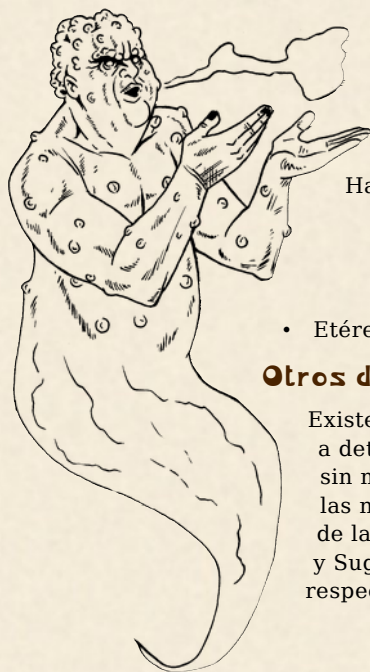 Ha
• Etére
Otros d
Existe
a det
sin n
las n
de la
y Sug
respec